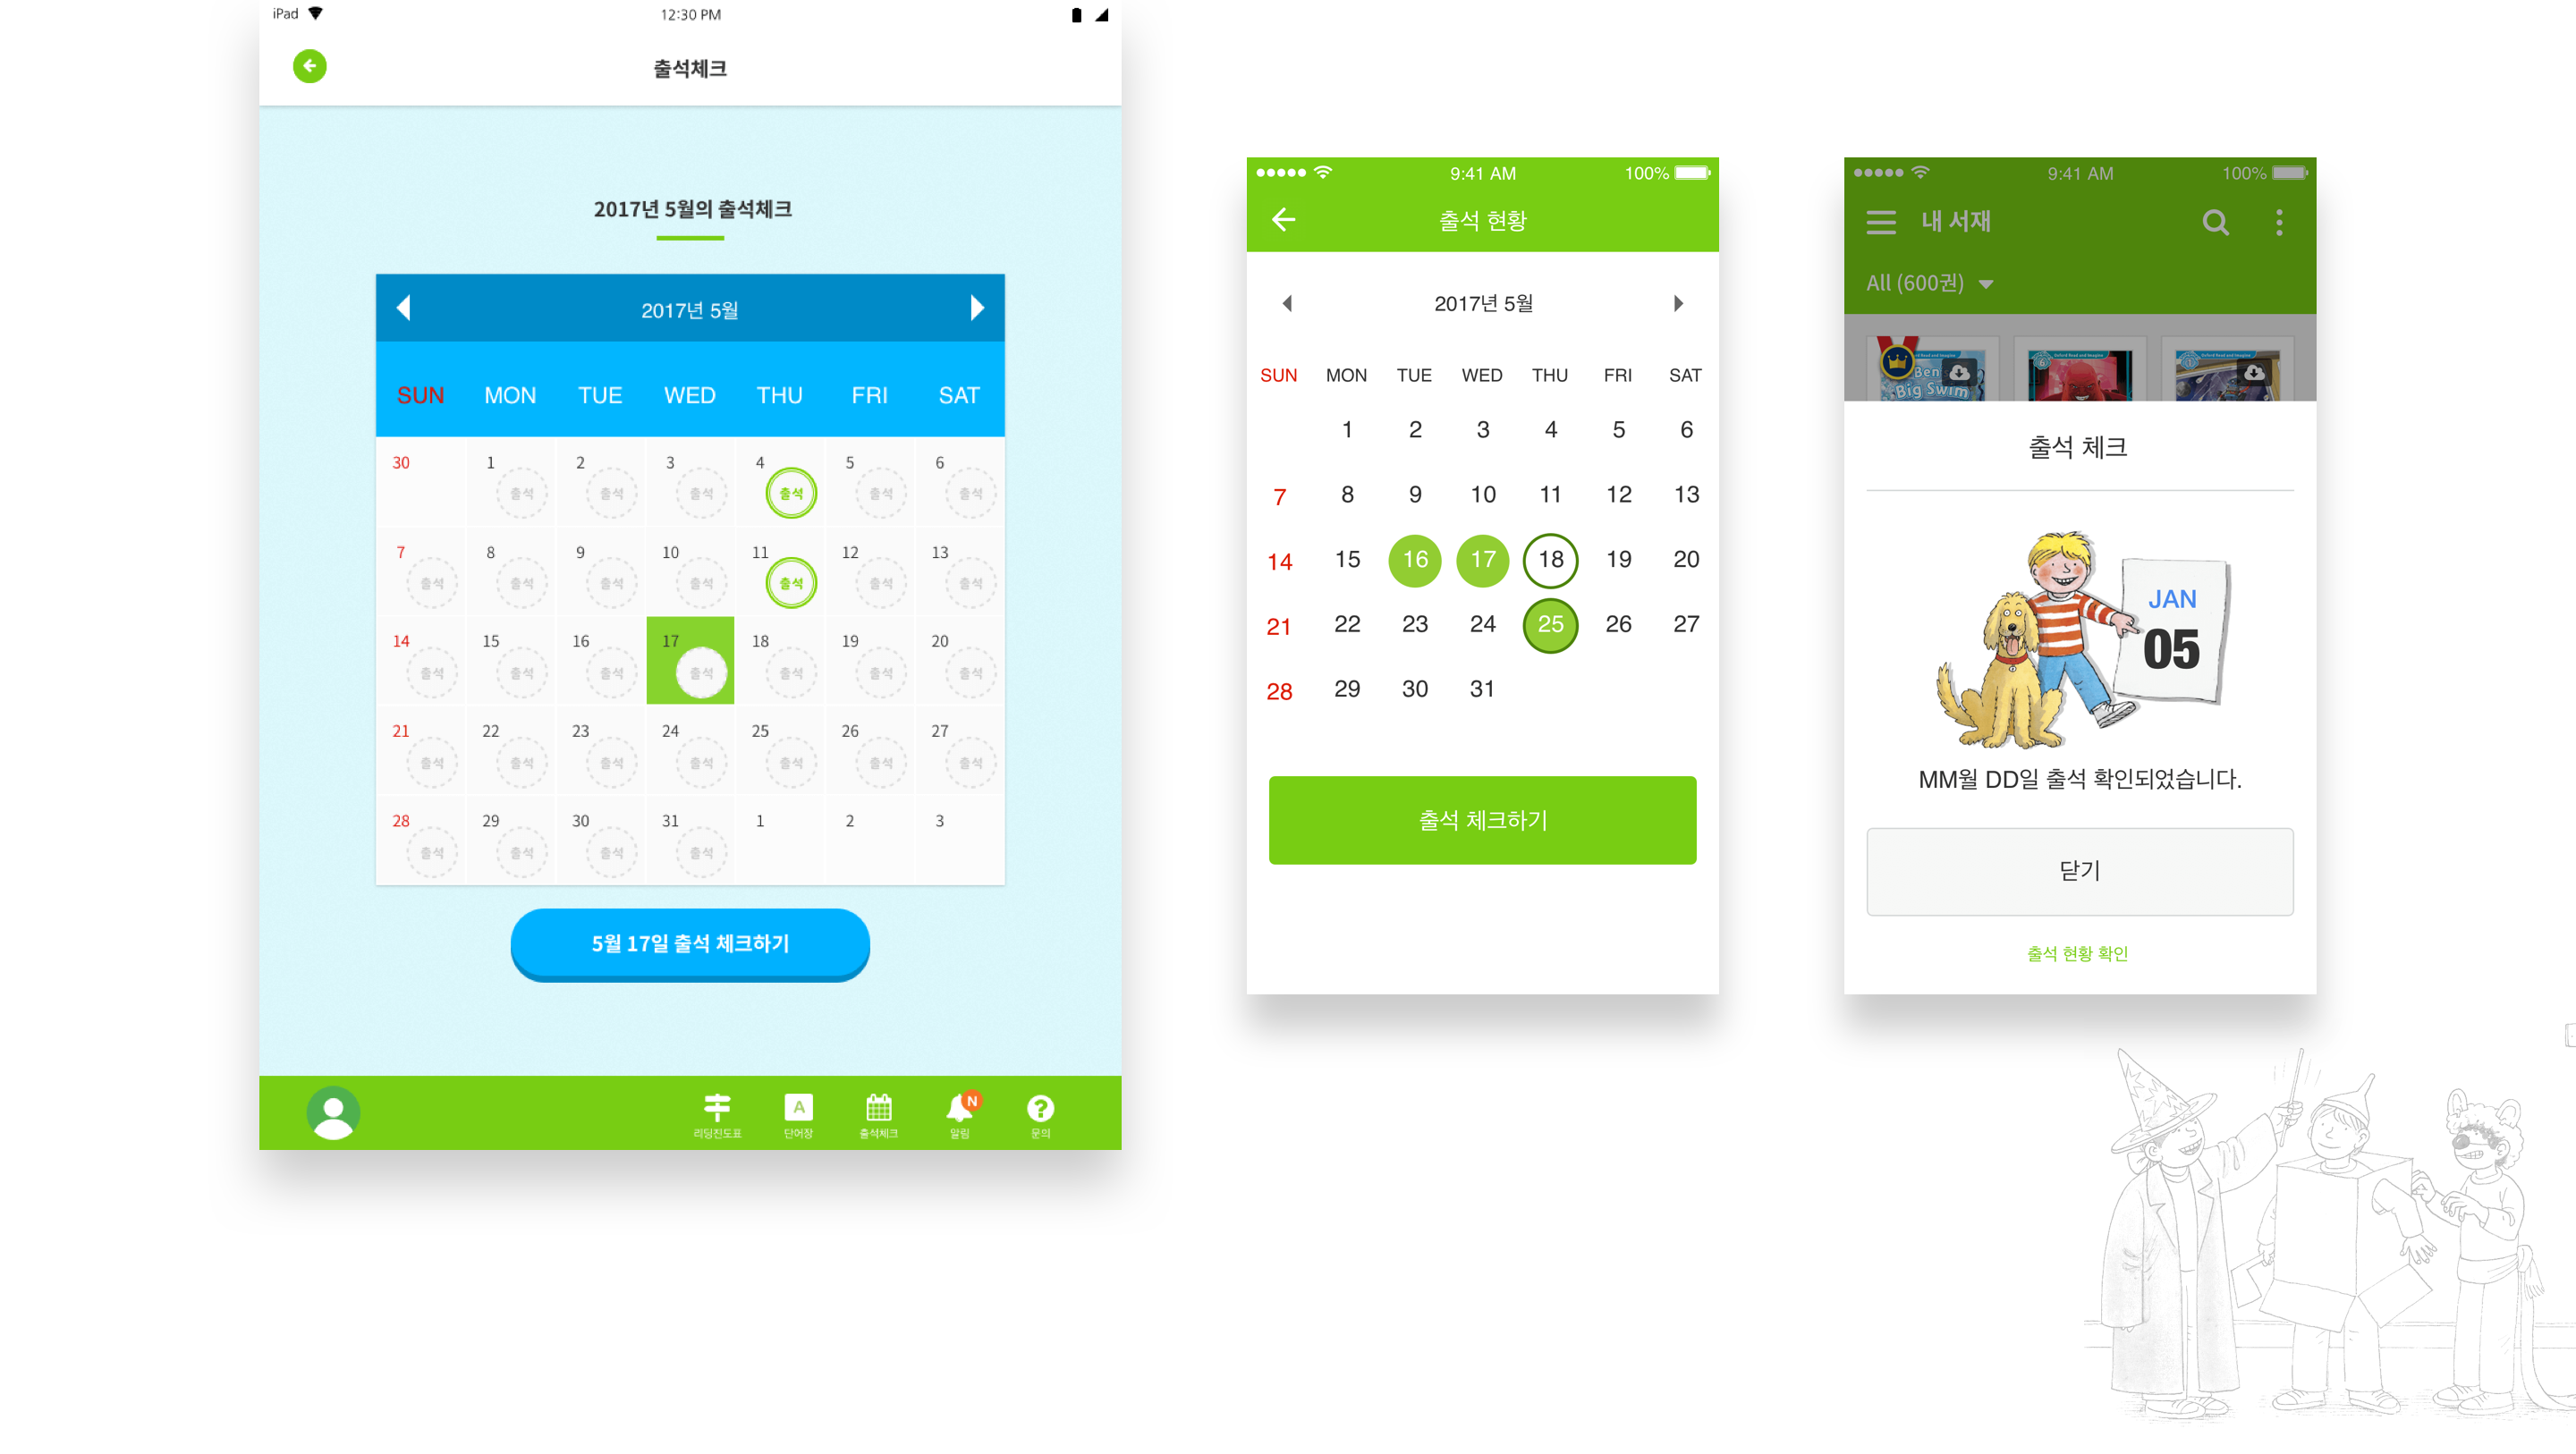 iPad
12:30 PM
출석체크
2017년 5월의 출석체크
2017년 5월
SUN MON TUE WED THU FRI SAT
30 1 2 3 4 5 6
출석 출석 출석 출석 출석 출석
7 8 9 10 11 12 13
출석 출석 출석 출석 출석 출석 출석
14 15 16 17 18 19 20
출석 출석 출석 출석 출석 출석 출석
21 22 23 24 25 26 27
출석 출석 출석 출석 출석 출석 출석
28 29 30 31 1 2 3
출석 출석 출석 출석
5월 17일 출석 체크하기
A N ?
리딩진도표 단어장 출석체크 알림 문의
9:41 AM 100%
출석 현황
2017년 5월
SUN MON TUE WED THU FRI SAT
1 2 3 4 5 6
7 8 9 10 11 12 13
14 15 16 17 18 19 20
21 22 23 24 25 26 27
28 29 30 31
출석 체크하기
9:41 AM 100%
내 서재
All (600권)
Oxford Read and Imagine
Oxford Read and Imagine
Ben
Big Swim
출석 체크
JAN
05
MM월 DD일 출석 확인되었습니다.
닫기
출석 현황 확인